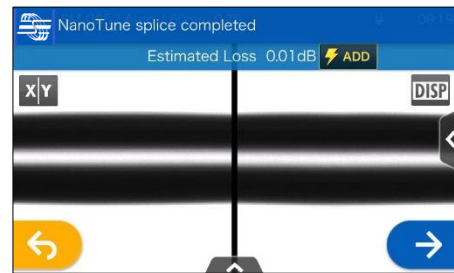 NanoTune splice completed
Estimated Loss 0.01dB ADD
X|Y
DISP